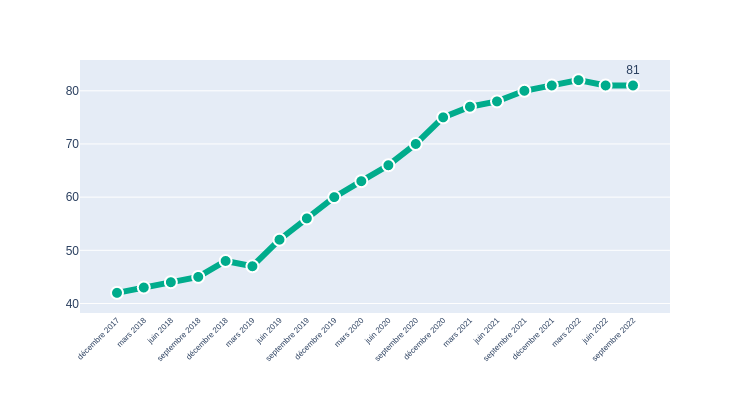 81
80
70
60
50
40
décembre 2017
mars 2018
juin 2018
septembre 2018
décembre 2018
mars 2019
juin 2019
septembre 2019
décembre 2019
mars 2020
juin 2020
septembre 2020
décembre 2020
mars 2021
juin 2021
septembre 2021
décembre 2021
mars 2022
juin 2022
septembre 2022